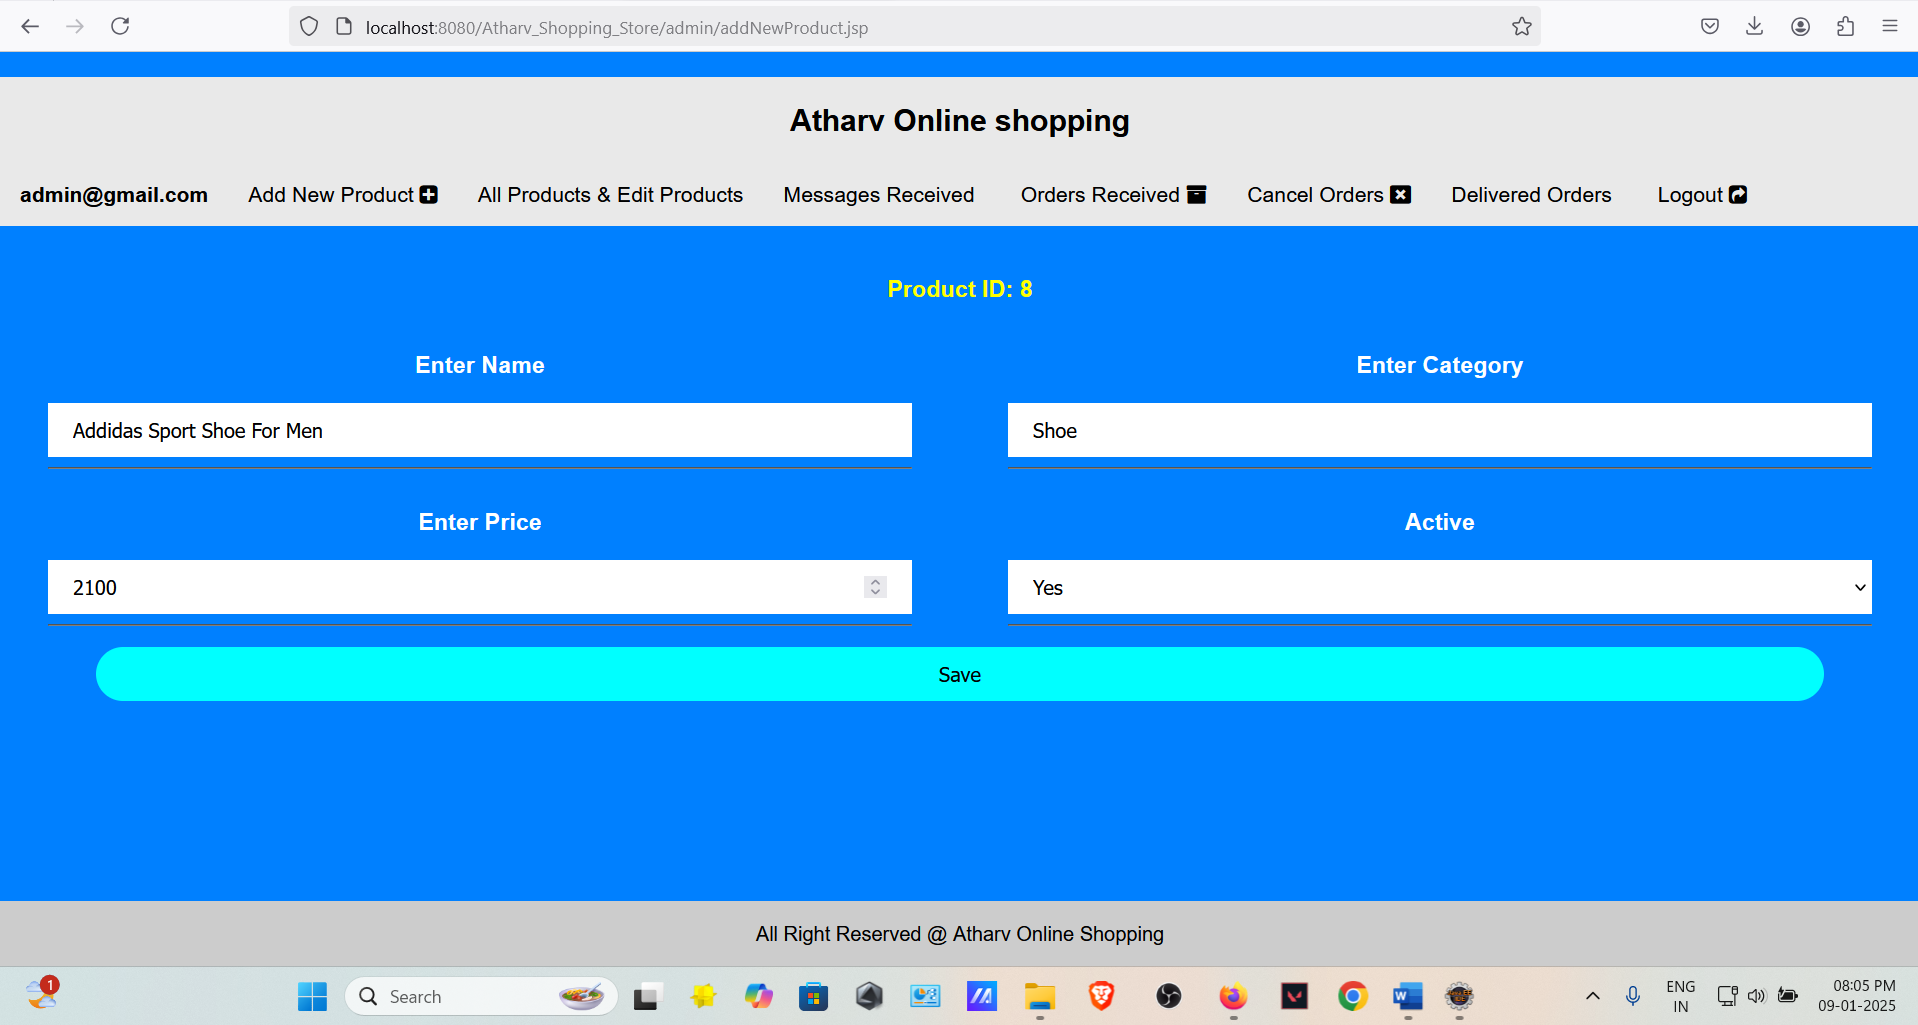 localhost:8080/Atharv_Shopping_Store/admin/addNewProduct.jsp
Atharv Online shopping
admin@gmail.com Add New Product All Products & Edit Products Messages Received Orders Received Cancel Orders Delivered Orders Logout
Product ID: 8
Enter Name Enter Category
Addidas Sport Shoe For Men Shoe
Enter Price Active
2100 Yes
Save
All Right Reserved @ Atharv Online Shopping
1 Search ENG 08:05 PM
IN 09-01-2025